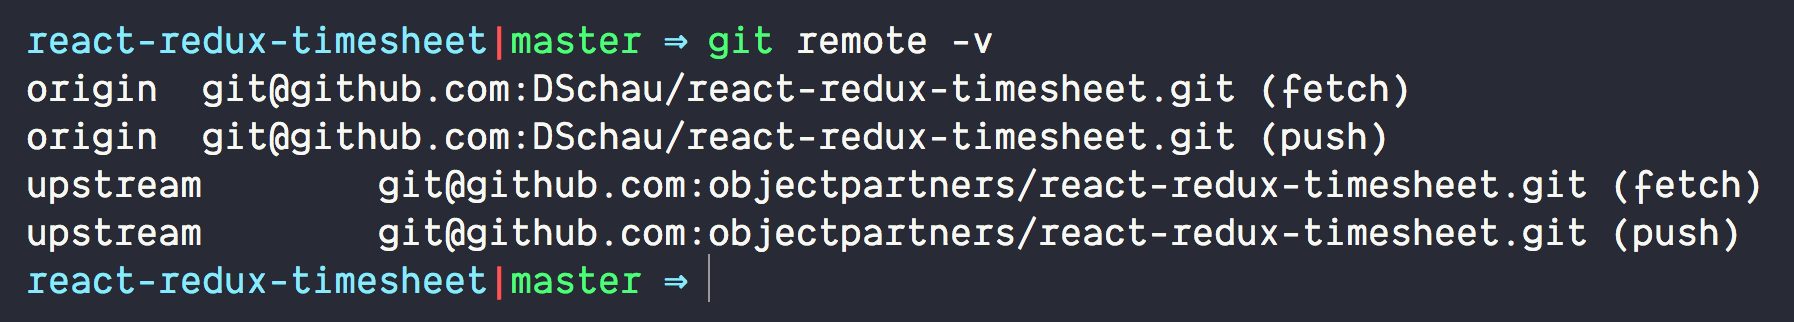 react-redux-timesheet|master ⇒ git remote -v
origin  git@github.com:DSchau/react-redux-timesheet.git (fetch)
origin  git@github.com:DSchau/react-redux-timesheet.git (push)
upstream        git@github.com:objectpartners/react-redux-timesheet.git (fetch)
upstream        git@github.com:objectpartners/react-redux-timesheet.git (push)
react-redux-timesheet|master ⇒